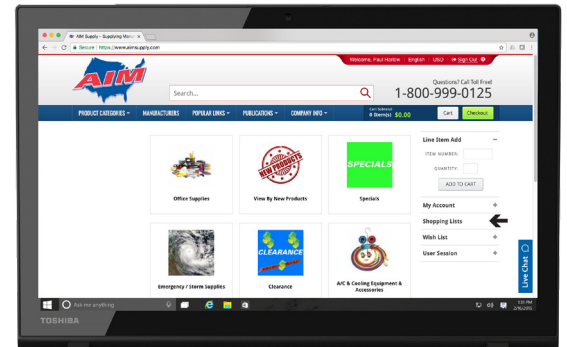 AIM Supply – Supplying Manu
Secure https://www.aimsupply.com
Welcome, Paul Harlow English USD Sign Out
AIM
Search...
Questions? Call Toll Free!
1-800-999-0125
PRODUCT CATEGORIES MANUFACTURERS POPULAR LINKS PUBLICATIONS COMPANY INFO
Cart Subtotal
0 Item(s) $0.00
Cart
Checkout
NEW PRODUCTS
SPECIALS
Office Supplies
View By New Products
Specials
Line Item Add
ITEM NUMBER:
QUANTITY:
ADD TO CART
My Account
Shopping Lists
Wish List
User Session
CLEARANCE
Emergency / Storm Supplies
Clearance
A/C & Cooling Equipment &
Accessories
Live Chat
Ask me anything
TOSHIBA